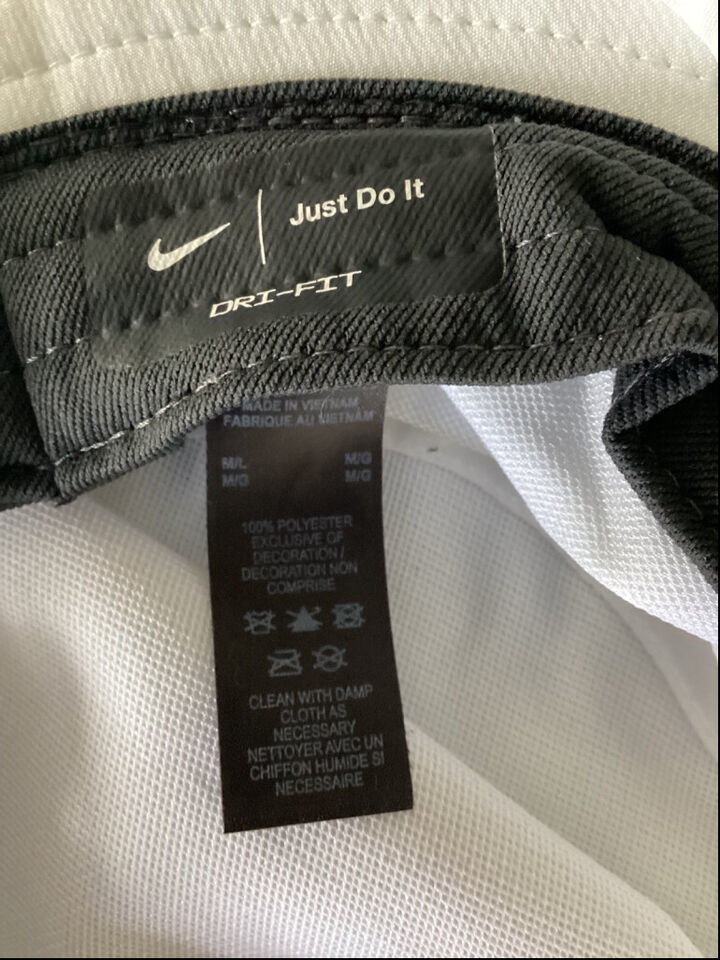 Just Do It
DRI-FIT
MADE IN VIETNAM
FABRIQUE AU VIETNAM
M/L M/G
M/G M/G
100% POLYESTER
EXCLUSIVE OF
DECORATION /
DECORATION NON
COMPRISE
CLEAN WITH DAMP
CLOTH AS
NECESSARY
NETTOYER AVEC UN
CHIFFON HUMIDE SI
NECESSAIRE